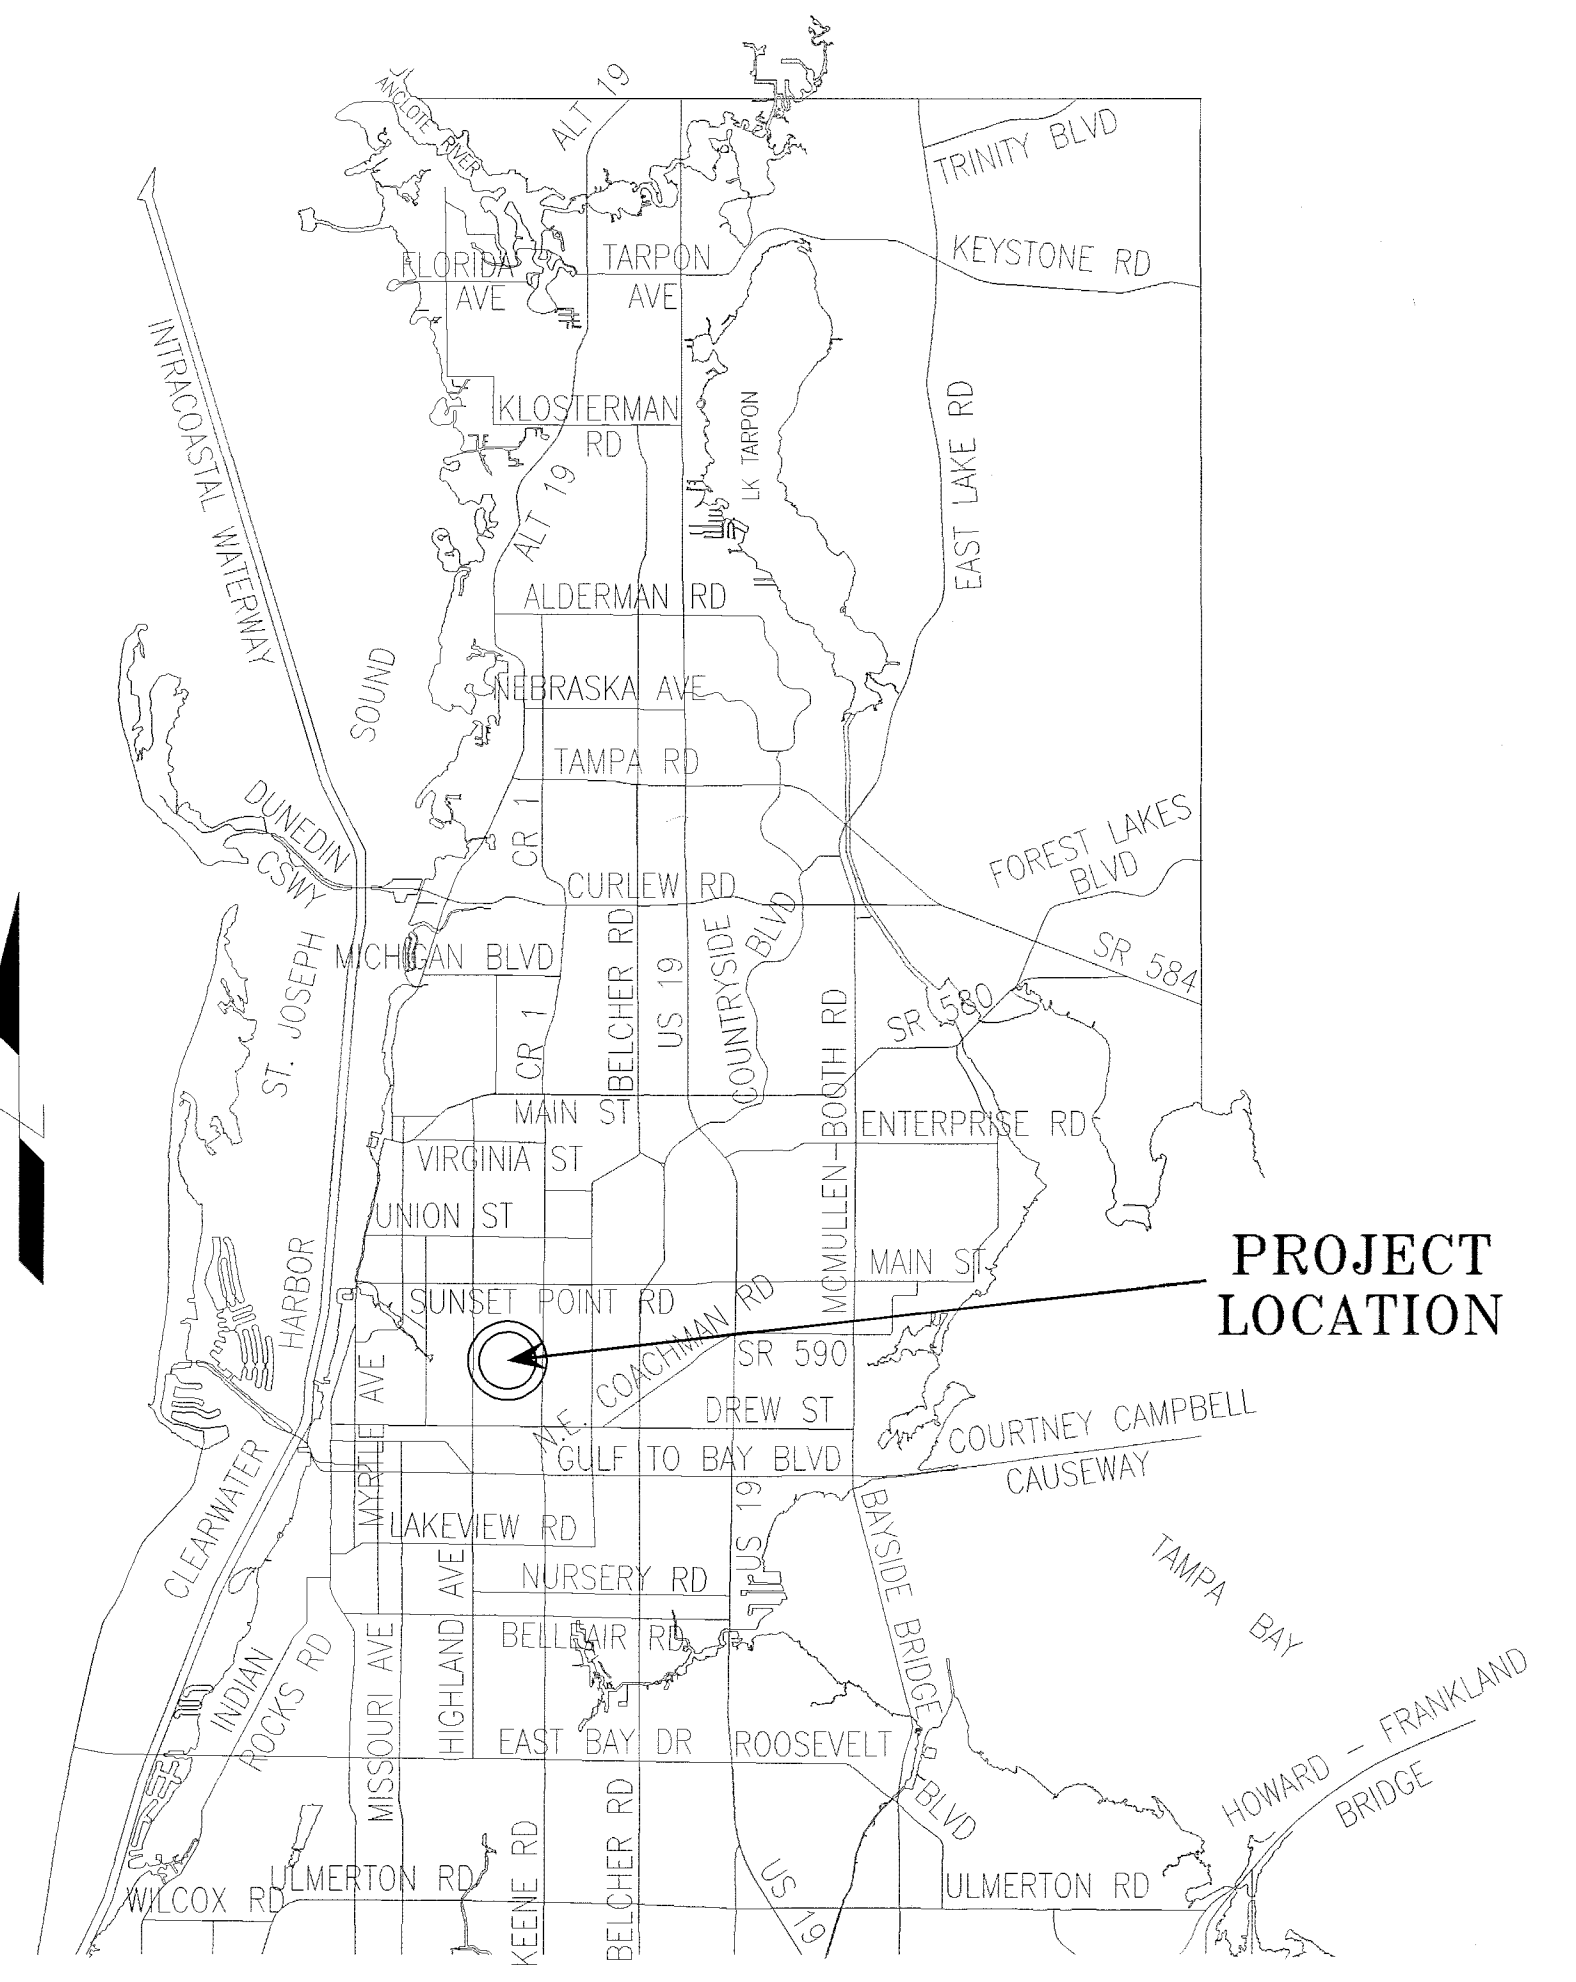 ANCLOTE RIVER
ALT 19
TRINITY BLVD
FLORIDA
AVE
TARPON
AVE
KEYSTONE RD
INTRACOASTAL WATERWAY
KLOSTERMAN
RD
LK TARPON
EAST LAKE RD
ALT 19
ALDERMAN RD
SOUND
NEBRASKA AVE
TAMPA RD
DUNEDIN
CSWY
CR 1
FOREST LAKES
BLVD
CURLEW RD
ST. JOSEPH
MICHIGAN BLVD
BELCHER RD
US 19
COUNTRYSIDE
BLVD
SR 584
SR 580
CR 1
MCMULLEN-BOOTH RD
MAIN ST
ENTERPRISE RD
VIRGINIA ST
UNION ST
HARBOR
MAIN ST
PROJECT
LOCATION
SUNSET POINT RD
N.E. COACHMAN RD
SR 590
MYRTLE AVE
DREW ST
COURTNEY CAMPBELL
CAUSEWAY
GULF TO BAY BLVD
CLEARWATER
LAKEVIEW RD
US 19
BAYSIDE BRIDGE
TAMPA BAY
HIGHLAND AVE
NURSERY RD
BELLEAIR RD
MISSOURI AVE
INDIAN
ROCKS RD
EAST BAY DR
ROOSEVELT
BLVD
HOWARD - FRANKLAND
BRIDGE
KEENE RD
BELCHER RD
US 19
ULMERTON RD
WILCOX RD
ULMERTON RD